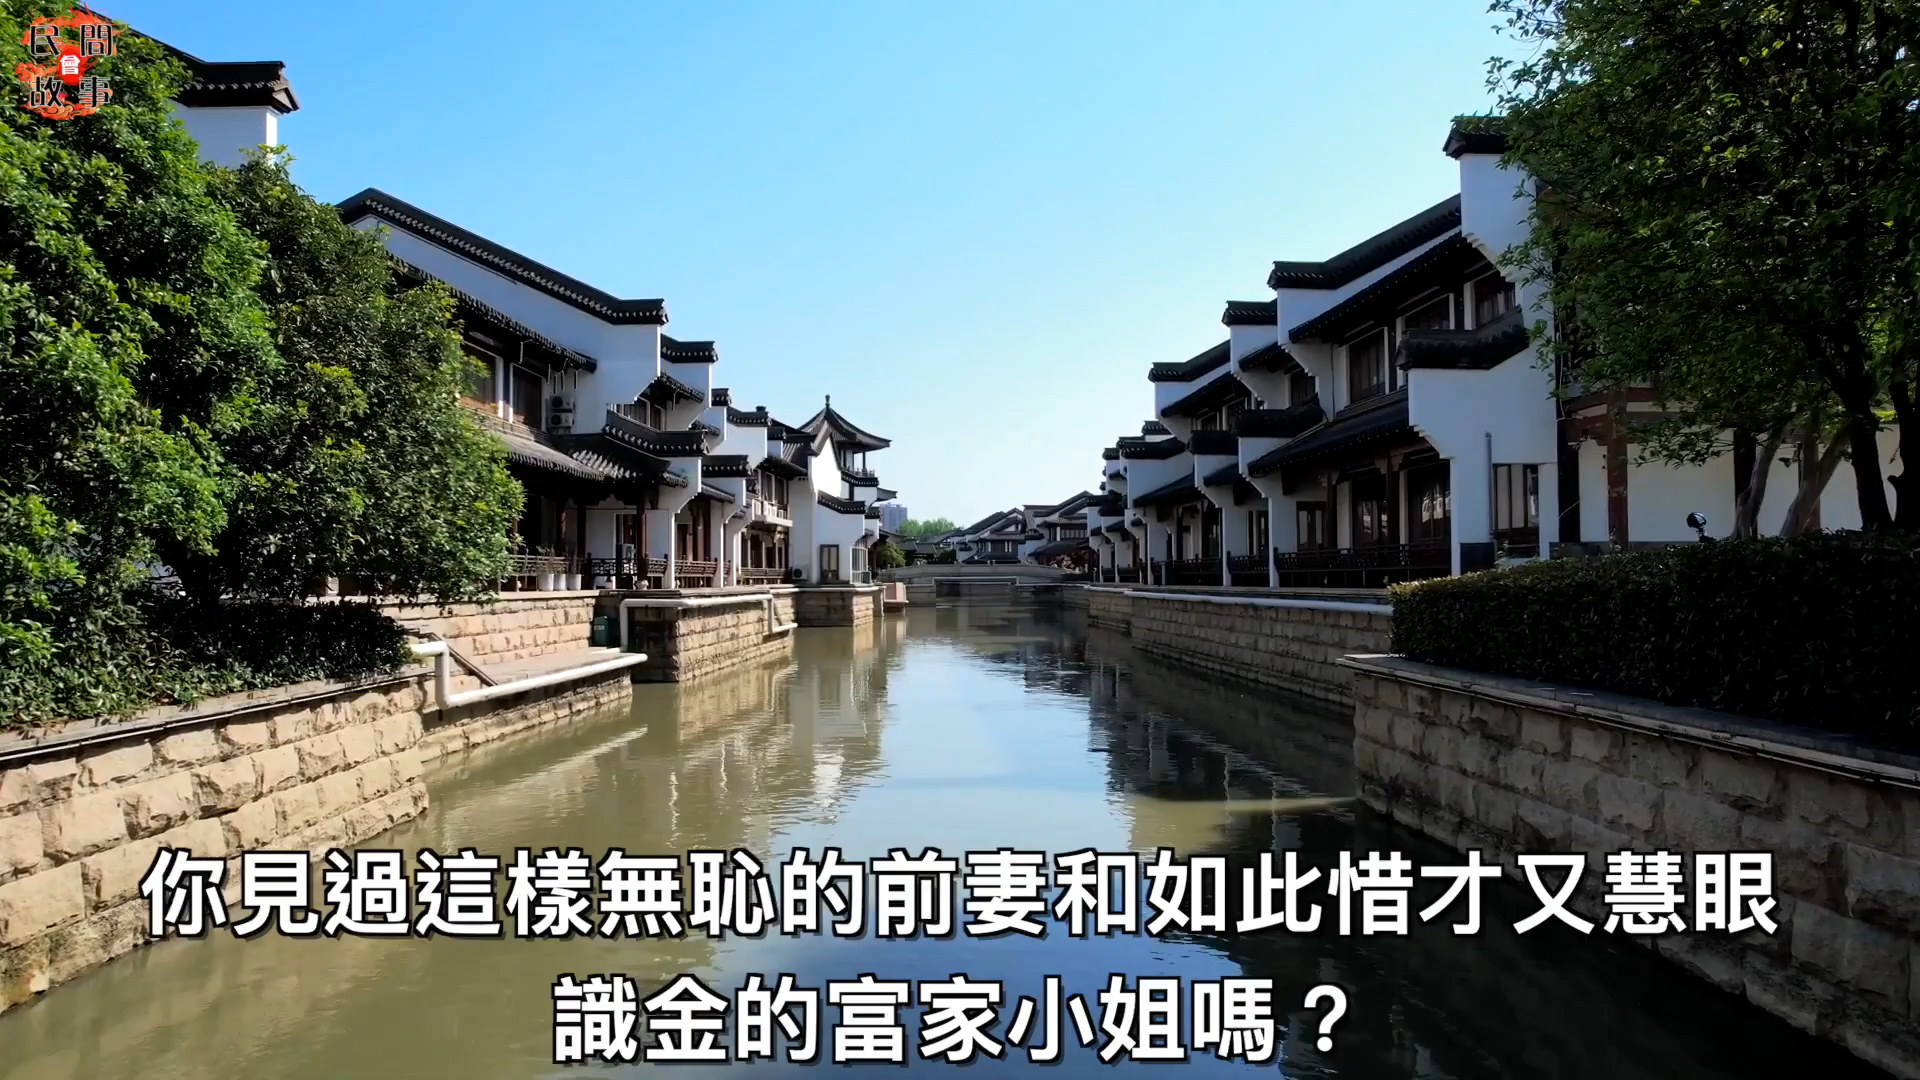 民間
會
故事
你見過這樣無恥的前妻和如此惜才又慧眼
識金的富家小姐嗎？